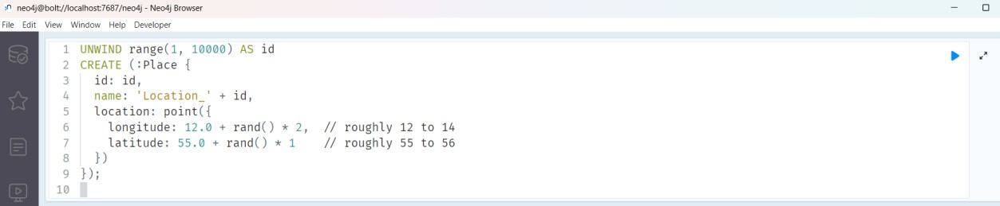 neo4j@bolt://localhost:7687/neo4j - Neo4j Browser
File Edit View Window Help Developer
1 UNWIND range(1, 10000) AS id
2 CREATE (:Place {
3   id: id,
4   name: 'Location_' + id,
5   location: point({
6     longitude: 12.0 + rand() * 2,  // roughly 12 to 14
7     latitude: 55.0 + rand() * 1    // roughly 55 to 56
8   })
9 });
10